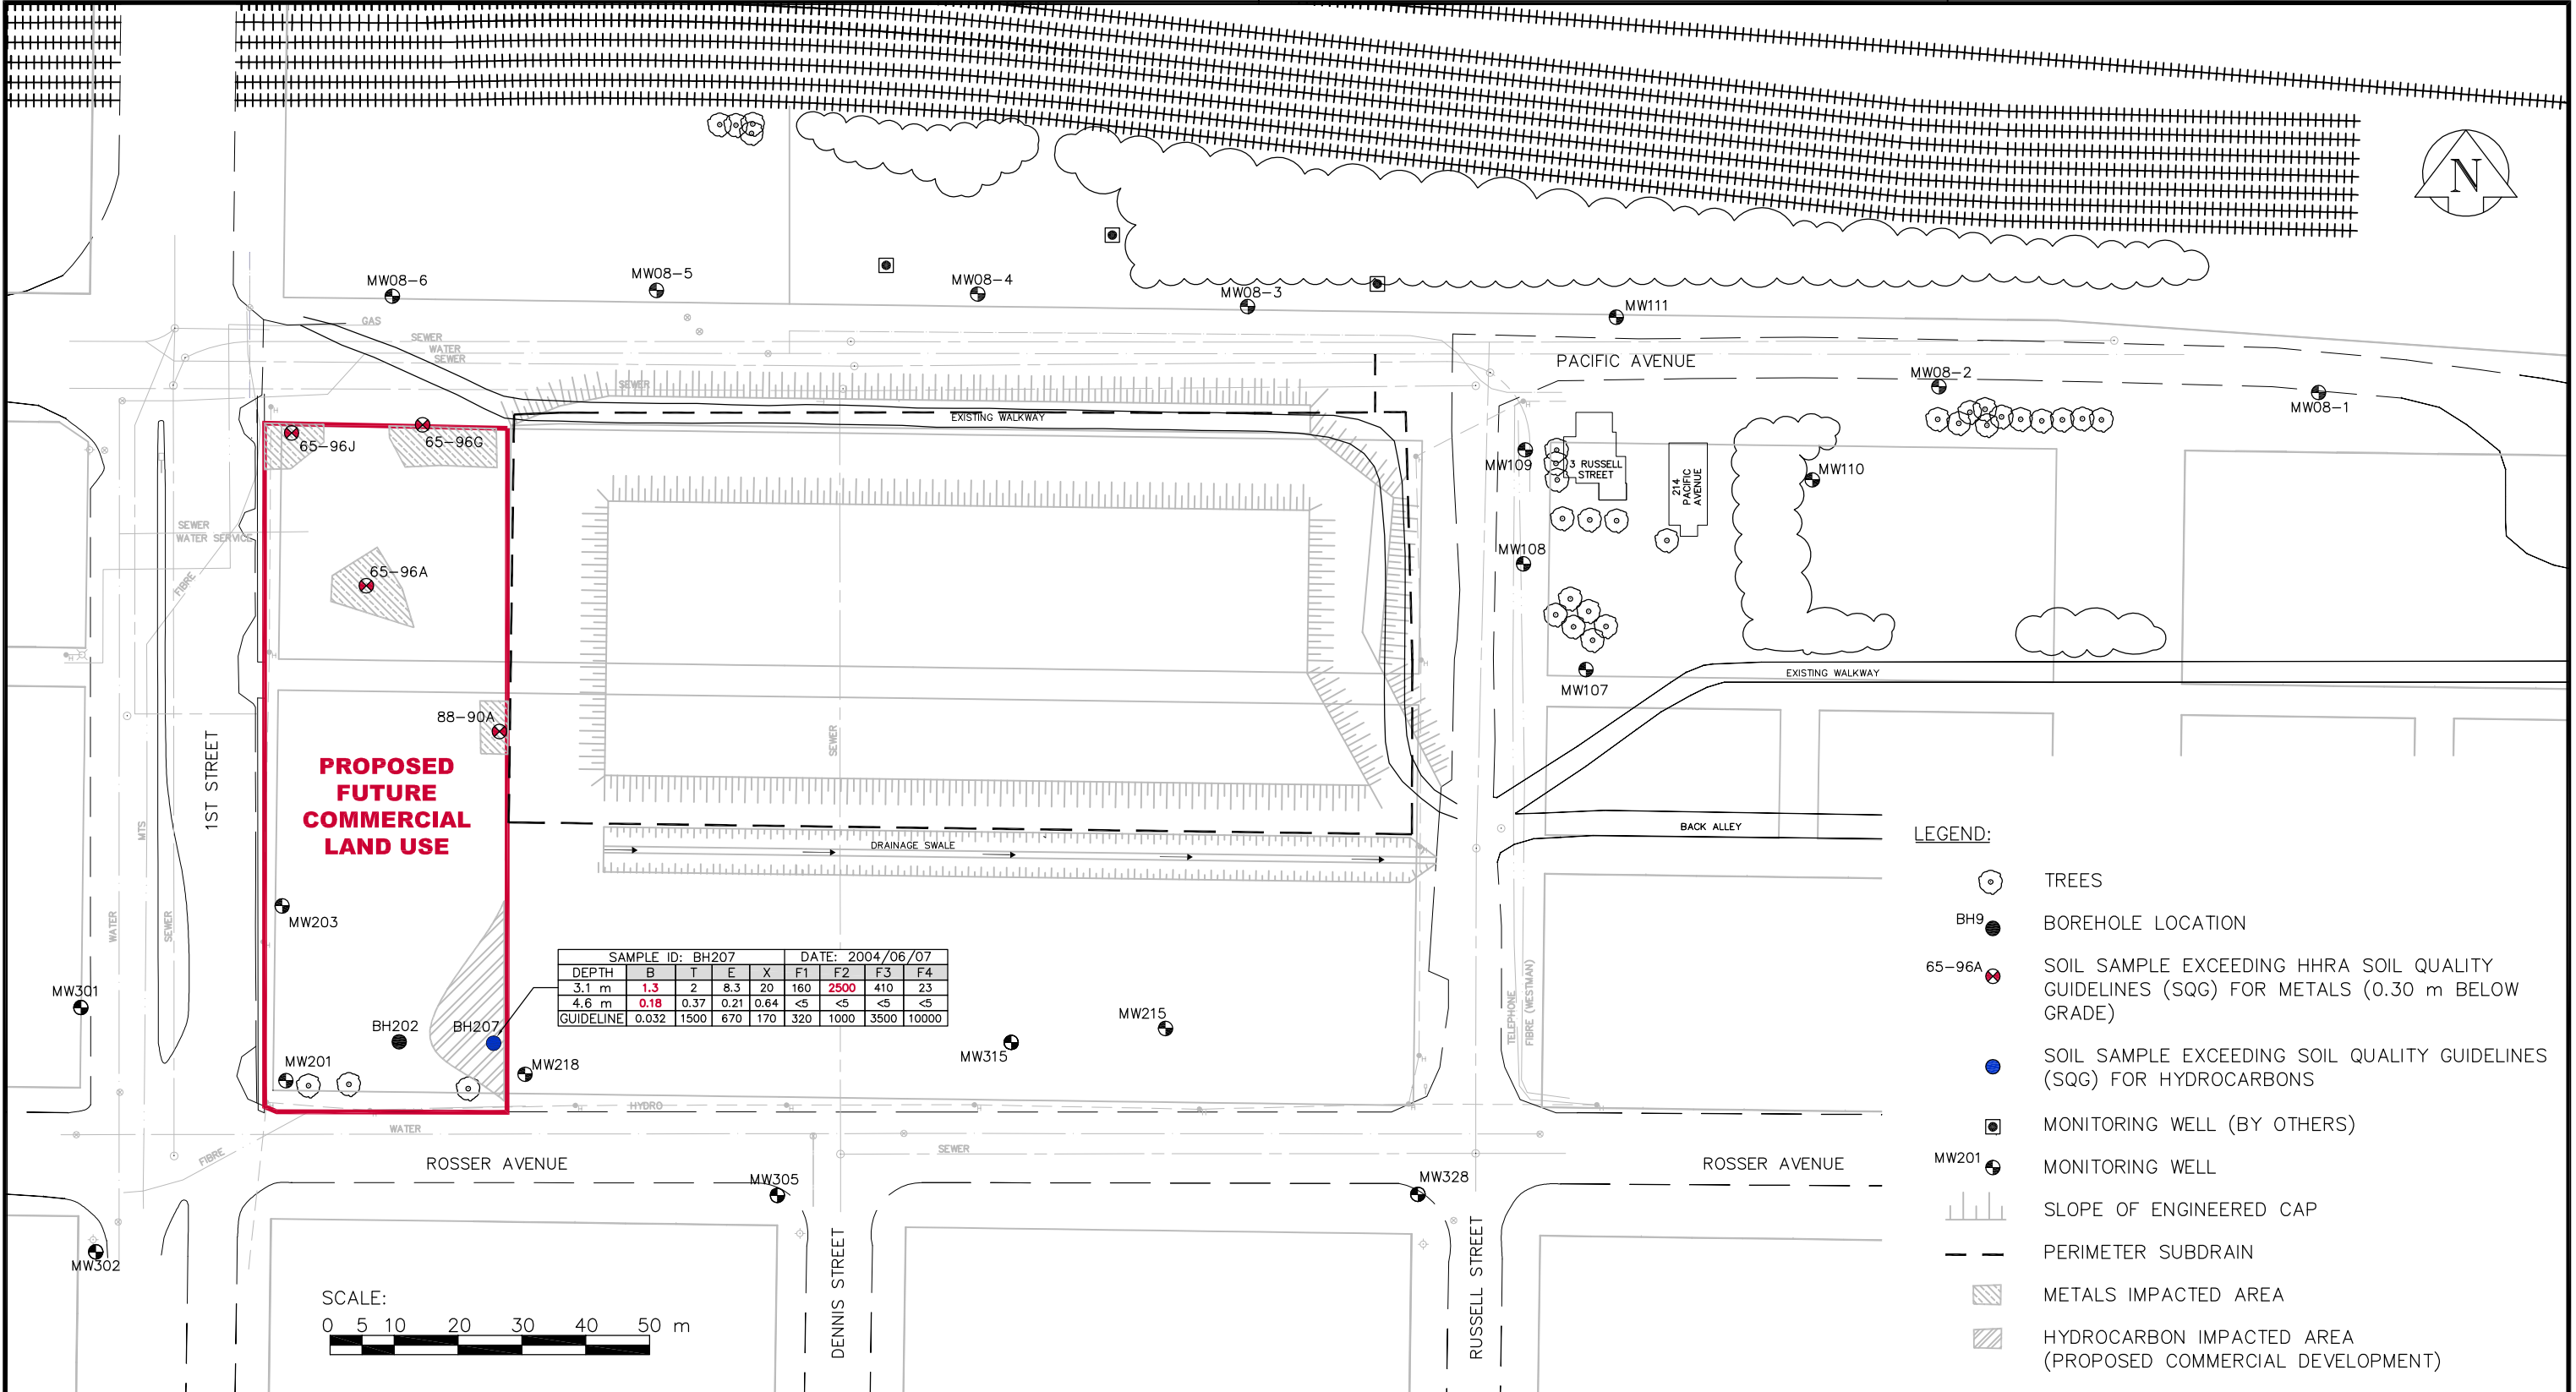 N
MW08-6
MW08-5
MW08-4
MW08-3
MW111
GAS
SEWER
WATER
SEWER
PACIFIC AVENUE
SEWER
MW08-2
MW08-1
EXISTING WALKWAY
65-96J
65-96G
MW109
3 RUSSELL
STREET
214
PACIFIC
AVENUE
MW110
SEWER
WATER SERVICE
FIBRE
65-96A
MW108
MW107
EXISTING WALKWAY
88-90A
SEWER
1ST STREET
PROPOSED
FUTURE
COMMERCIAL
LAND USE
MTS
BACK ALLEY
DRAINAGE SWALE
WATER
SEWER
MW203
SAMPLE ID: BH207 DATE: 2004/06/07
DEPTH B T E X F1 F2 F3 F4
3.1 m 1.3 2 8.3 20 160 2500 410 23
4.6 m 0.18 0.37 0.21 0.64 <5 <5 <5 <5
GUIDELINE 0.032 1500 670 170 320 1000 3500 10000
MW301
BH202
BH207
MW201
MW218
MW315
MW215
TELEPHONE
FIBRE (WESTMAN)
HYDRO
WATER
FIBRE
SEWER
ROSSER AVENUE
ROSSER AVENUE
MW305
MW328
MW302
DENNIS STREET
RUSSELL STREET
SCALE:
0 5 10 20 30 40 50 m
LEGEND:
TREES
BH9
BOREHOLE LOCATION
65-96A
SOIL SAMPLE EXCEEDING HHRA SOIL QUALITY
GUIDELINES (SQG) FOR METALS (0.30 m BELOW
GRADE)
SOIL SAMPLE EXCEEDING SOIL QUALITY GUIDELINES
(SQG) FOR HYDROCARBONS
MONITORING WELL (BY OTHERS)
MW201
MONITORING WELL
SLOPE OF ENGINEERED CAP
PERIMETER SUBDRAIN
METALS IMPACTED AREA
HYDROCARBON IMPACTED AREA
(PROPOSED COMMERCIAL DEVELOPMENT)